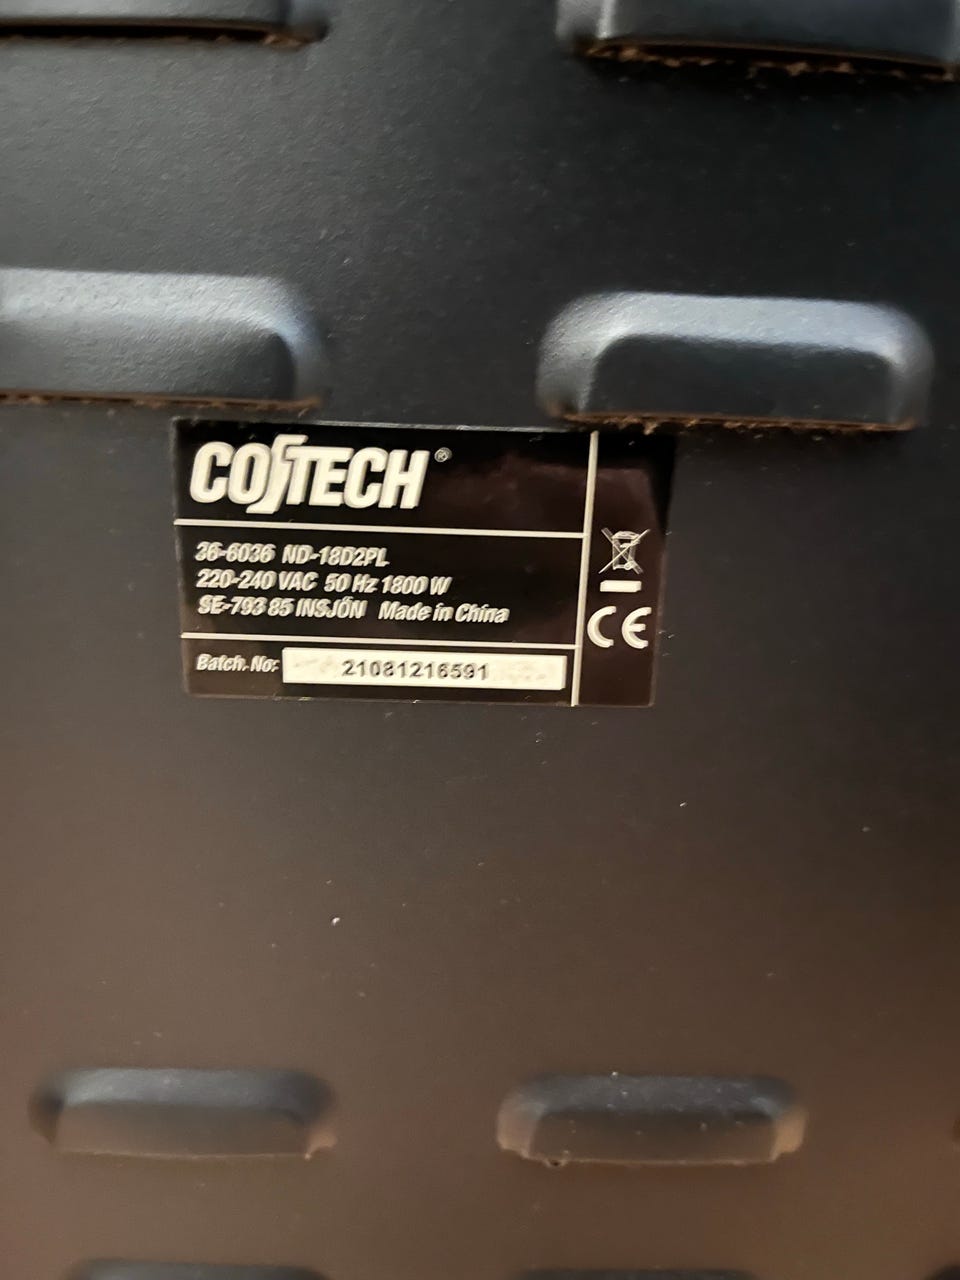 COTECH®
36-6036 ND-18D2PL
220-240 VAC 50 Hz 1800 W
SE-793 85 INSJÖN Made in China
Batch. No: 21081216591
CE